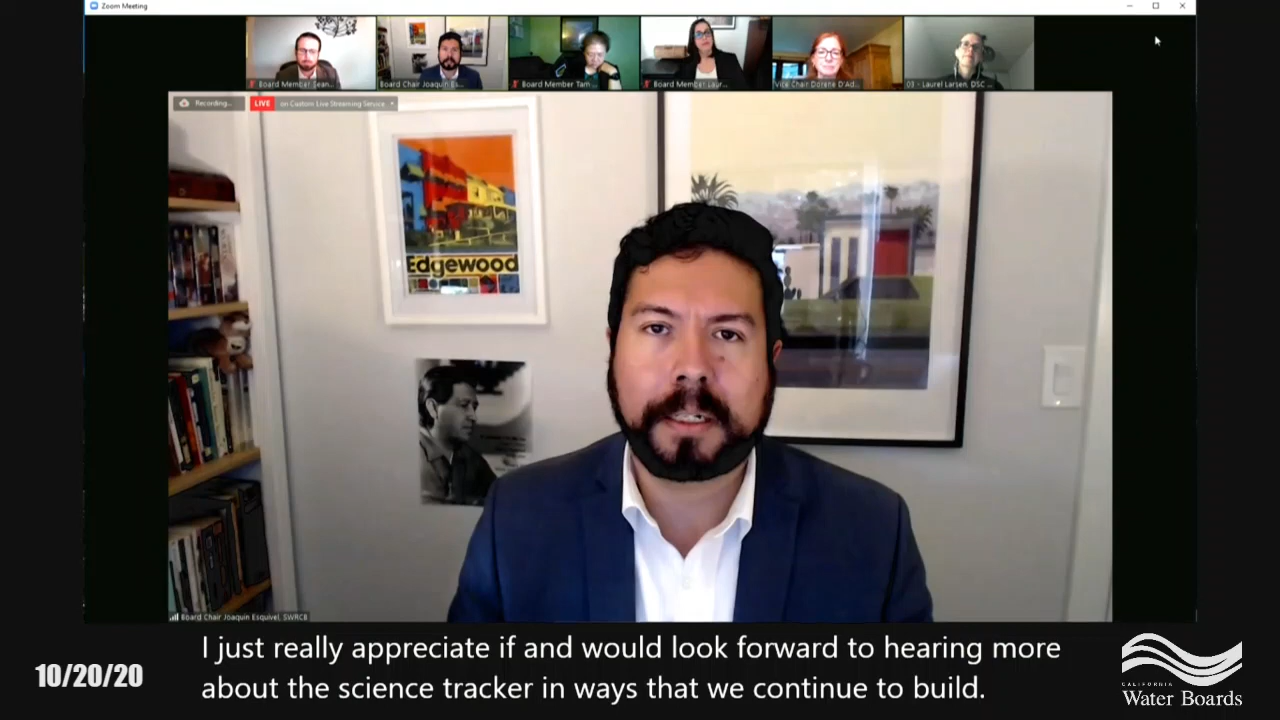 Zoom Meeting
Board Member Sean...
Board Chair Joaquin Es...
Board Member Tam...
Board Member Laur...
Vice Chair Dorene D'Ad...
03 - Laurel Larsen, DSC ...
Recording...
LIVE on Custom Live Streaming Service
Edgewood
Board Chair Joaquin Esquivel, SWRCB
I just really appreciate if and would look forward to hearing more
about the science tracker in ways that we continue to build.
10/20/20
CALIFORNIA
Water Boards